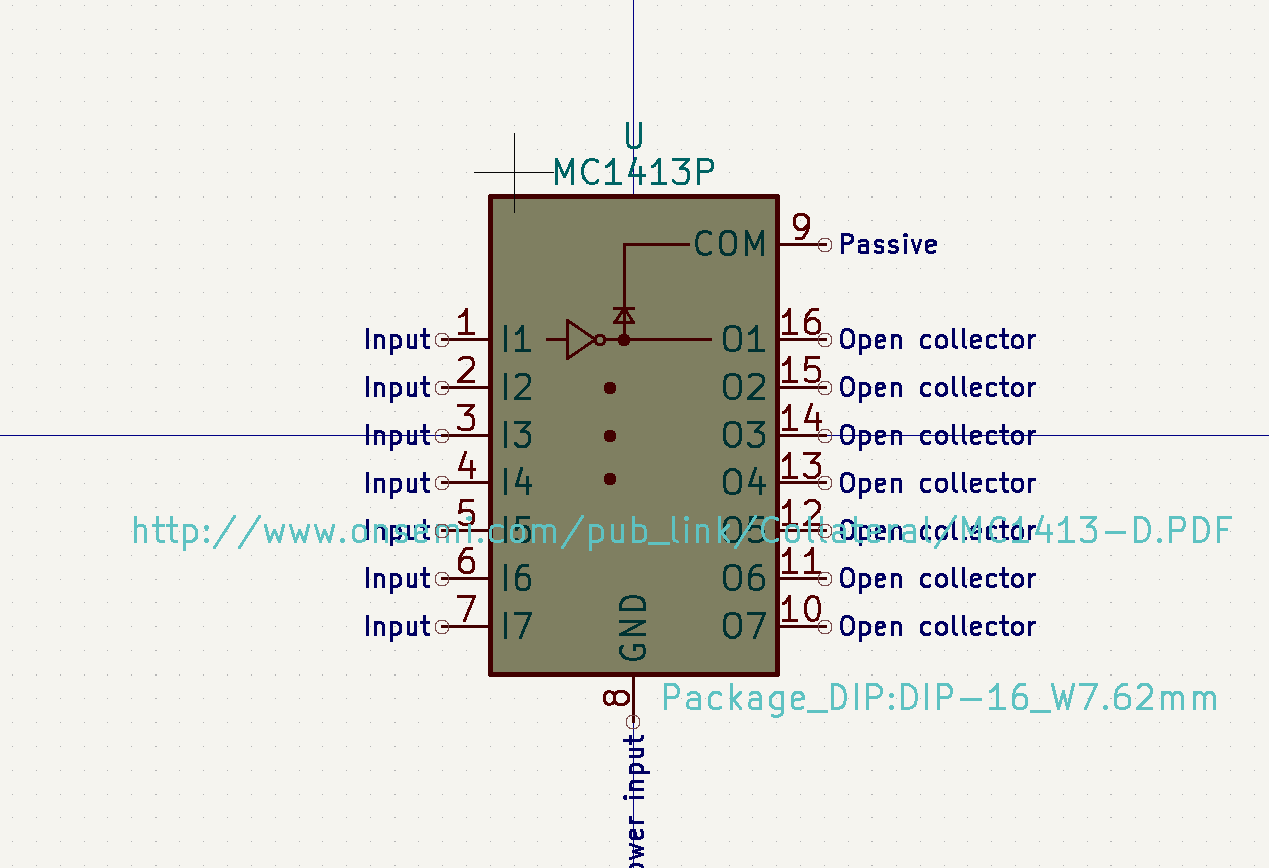 U
MC1413P
COM 9 Passive
Input 1 I1 O1 16 Open collector
Input 2 I2 O2 15 Open collector
Input 3 I3 O3 14 Open collector
Input 4 I4 O4 13 Open collector
Input 5 I5 O5 12 Open collector
http://www.onsemi.com/pub_link/Collateral/MC1413-D.PDF
Input 6 I6 O6 11 Open collector
Input 7 I7 O7 10 Open collector
GND
8
Package_DIP:DIP-16_W7.62mm
ower input